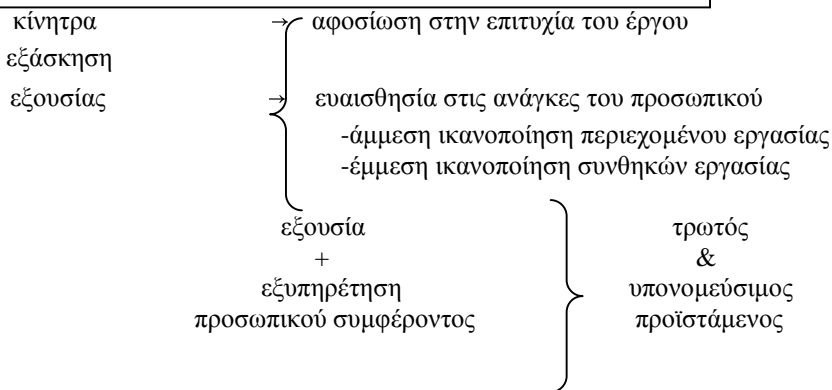 κίνητρα → αφοσίωση στην επιτυχία του έργου
εξάσκηση
εξουσίας → ευαισθησία στις ανάγκες του προσωπικού
-άμμεση ικανοποίηση περιεχομένου εργασίας
-έμμεση ικανοποίηση συνθηκών εργασίας
εξουσία τρωτός
+ &
εξυπηρέτηση υπονομεύσιμος
προσωπικού συμφέροντος προϊστάμενος